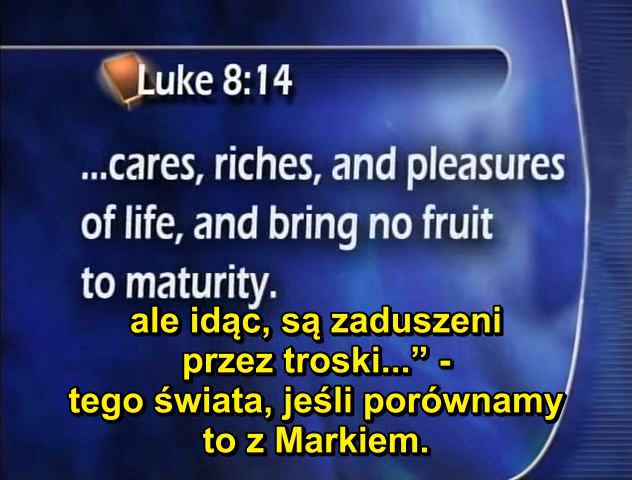 Luke 8:14
...cares, riches, and pleasures
of life, and bring no fruit
to maturity.
ale idąc, są zaduszeni
przez troski...” -
tego świata, jeśli porównamy
to z Markiem.